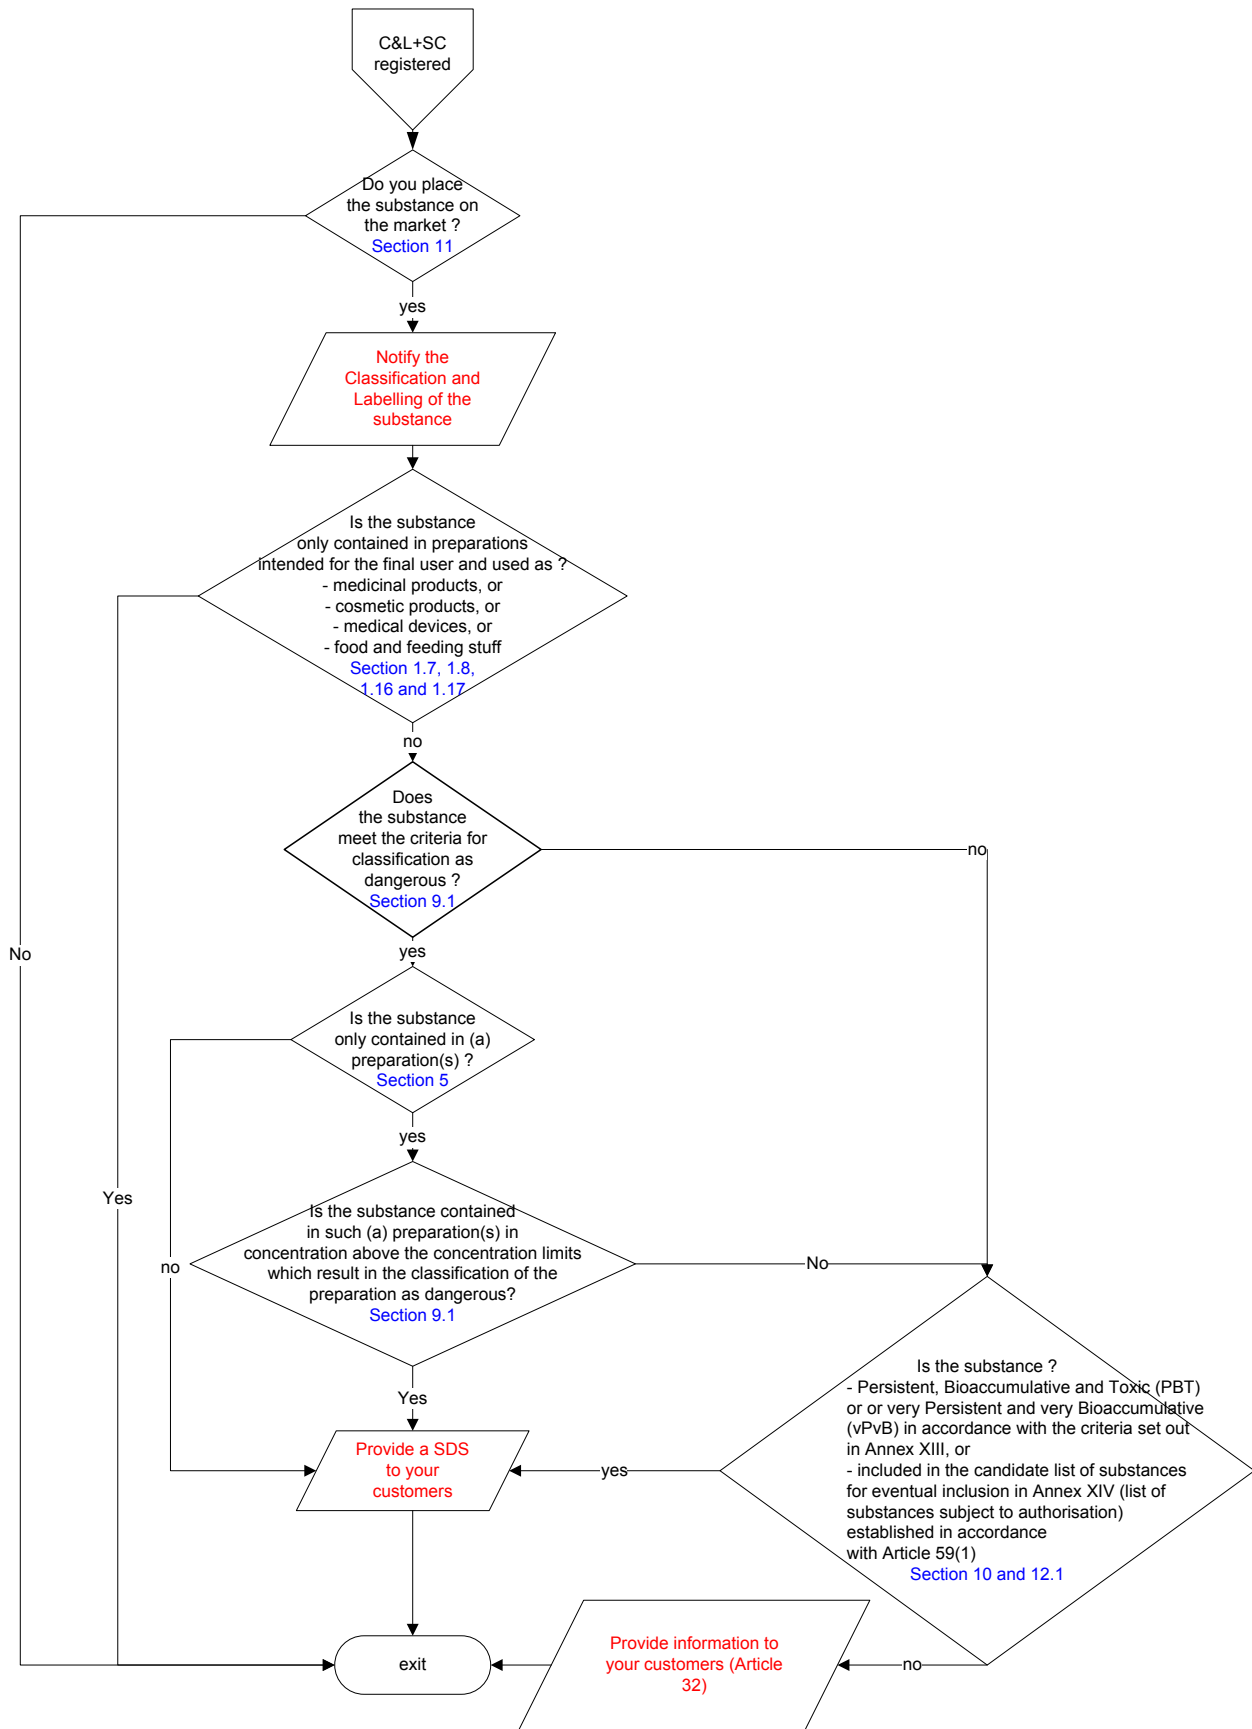 C&L+SC
registered
Do you place
the substance on
the market ?
Section 11
yes
Notify the
Classification and
Labelling of the
substance
Is the substance
only contained in preparations
intended for the final user and used as ?
- medicinal products, or
- cosmetic products, or
- medical devices, or
- food and feeding stuff
Section 1.7, 1.8,
1.16 and 1.17
no
Does
the substance
meet the criteria for
classification as
dangerous ?
Section 9.1
no
yes
No
Is the substance
only contained in (a)
preparation(s) ?
Section 5
yes
Yes
Is the substance contained
in such (a) preparation(s) in
concentration above the concentration limits
which result in the classification of the
preparation as dangerous?
Section 9.1
no
No
Yes
Is the substance ?
- Persistent, Bioaccumulative and Toxic (PBT)
or or very Persistent and very Bioaccumulative
(vPvB) in accordance with the criteria set out
in Annex XIII, or
- included in the candidate list of substances
for eventual inclusion in Annex XIV (list of
substances subject to authorisation)
established in accordance
with Article 59(1)
Section 10 and 12.1
yes
Provide a SDS
to your
customers
Provide information to
your customers (Article
32)
no
exit